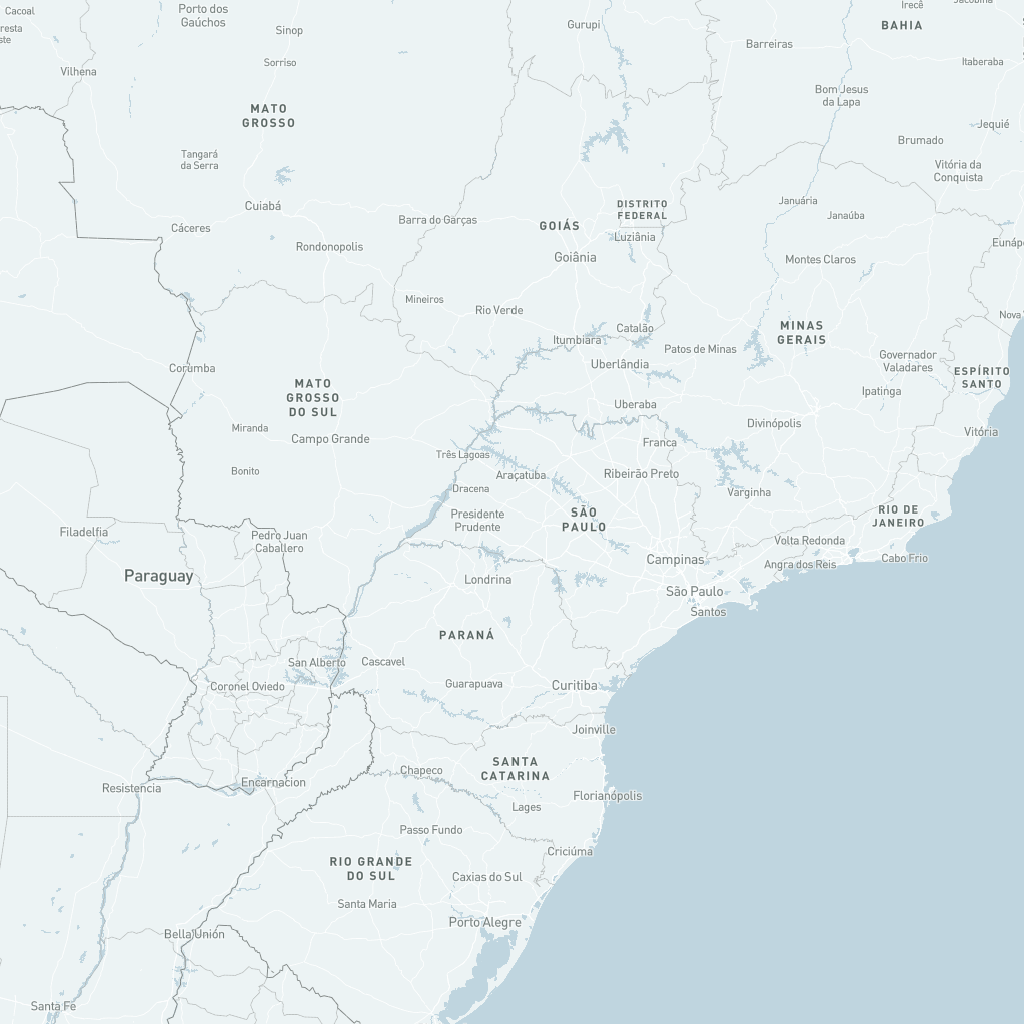 Cacoal
Porto dos
Gaúchos
Sinop
Gurupi
Irecê
BAHIA
Barreiras
Sorriso
Vilhena
Itaberaba
Bom Jesus
da Lapa
MATO
GROSSO
Jequié
Brumado
Tangará
da Serra
Vitória da
Conquista
Cuiabá
Januária
DISTRITO
FEDERAL
Janaúba
Barra do Garças
GOIÁS
Cáceres
Luziânia
Rondonopolis
Goiânia
Montes Claros
Mineiros
Rio Verde
Nova
Catalão
MINAS
GERAIS
Itumbiara
Patos de Minas
Governador
Valadares
Corumba
Uberlândia
ESPÍRITO
SANTO
MATO
GROSSO
DO SUL
Ipatinga
Uberaba
Divinópolis
Miranda
Campo Grande
Franca
Vitória
Três Lagoas
Bonito
Araçatuba
Ribeirão Preto
Dracena
Varginha
Presidente
Prudente
SÃO
PAULO
RIO DE
JANEIRO
Filadelfia
Pedro Juan
Caballero
Volta Redonda
Campinas
Cabo Frio
Angra dos Reis
Paraguay
Londrina
São Paulo
Santos
PARANÁ
San Alberto
Cascavel
Coronel Oviedo
Guarapuava
Curitiba
Joinville
SANTA
CATARINA
Chapeco
Encarnacion
Resistencia
Florianópolis
Lages
Passo Fundo
Criciúma
RIO GRANDE
DO SUL
Caxias do Sul
Santa Maria
Porto Alegre
Bella Unión
Santa Fe